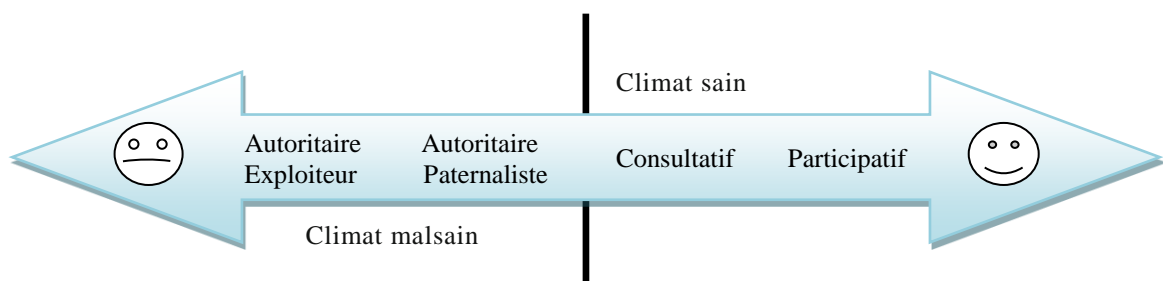 Climat sain
Autoritaire
Exploiteur
Autoritaire
Paternaliste
Consultatif
Participatif
Climat malsain